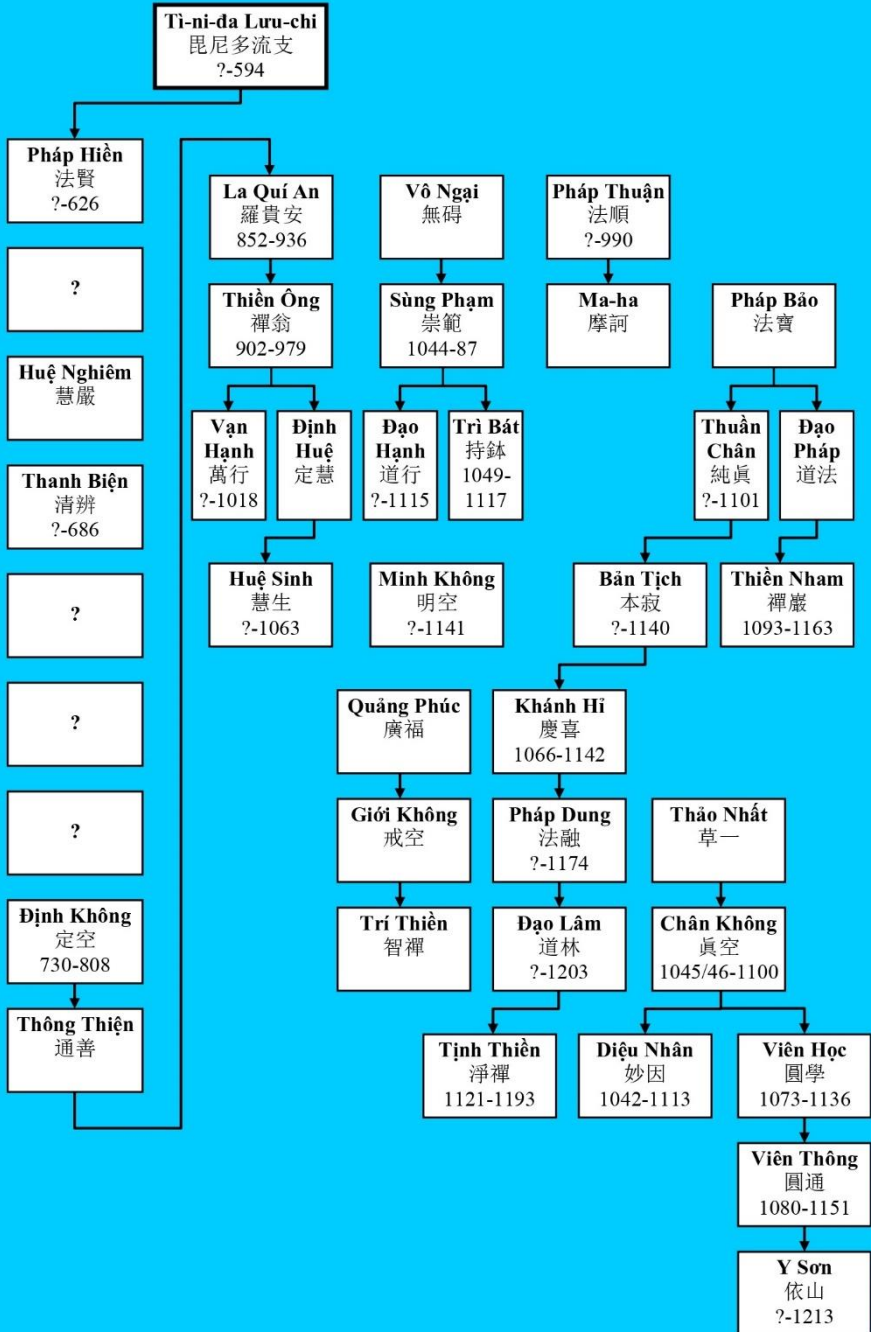 Tì-ni-đa Lưu-chi
毘尼多流支
?-594
Pháp Hiền
法賢
?-626
?
Huệ Nghiêm
慧嚴
Thanh Biện
清辨
?-686
?
?
?
Định Không
定空
730-808
Thông Thiện
通善
La Quí An
羅貴安
852-936
Thiền Ông
禪翁
902-979
Vạn
Hạnh
萬行
?-1018
Định
Huệ
定慧
Huệ Sinh
慧生
?-1063
Vô Ngại
無碍
Sùng Phạm
崇範
1044-87
Đạo
Hạnh
道行
?-1115
Trì Bát
持鉢
1049-
1117
Minh Không
明空
?-1141
Pháp Thuận
法順
?-990
Ma-ha
摩訶
Pháp Bảo
法寶
Thuần
Chân
純眞
?-1101
Đạo
Pháp
道法
Bản Tịch
本寂
?-1140
Thiền Nham
禪巖
1093-1163
Quảng Phúc
廣福
Giới Không
戒空
Trí Thiền
智禪
Khánh Hỉ
慶喜
1066-1142
Pháp Dung
法融
?-1174
Đạo Lâm
道林
?-1203
Tịnh Thiền
淨禪
1121-1193
Thảo Nhất
草一
Chân Không
眞空
1045/46-1100
Diệu Nhân
妙因
1042-1113
Viên Học
圓學
1073-1136
Viên Thông
圓通
1080-1151
Y Sơn
依山
?-1213